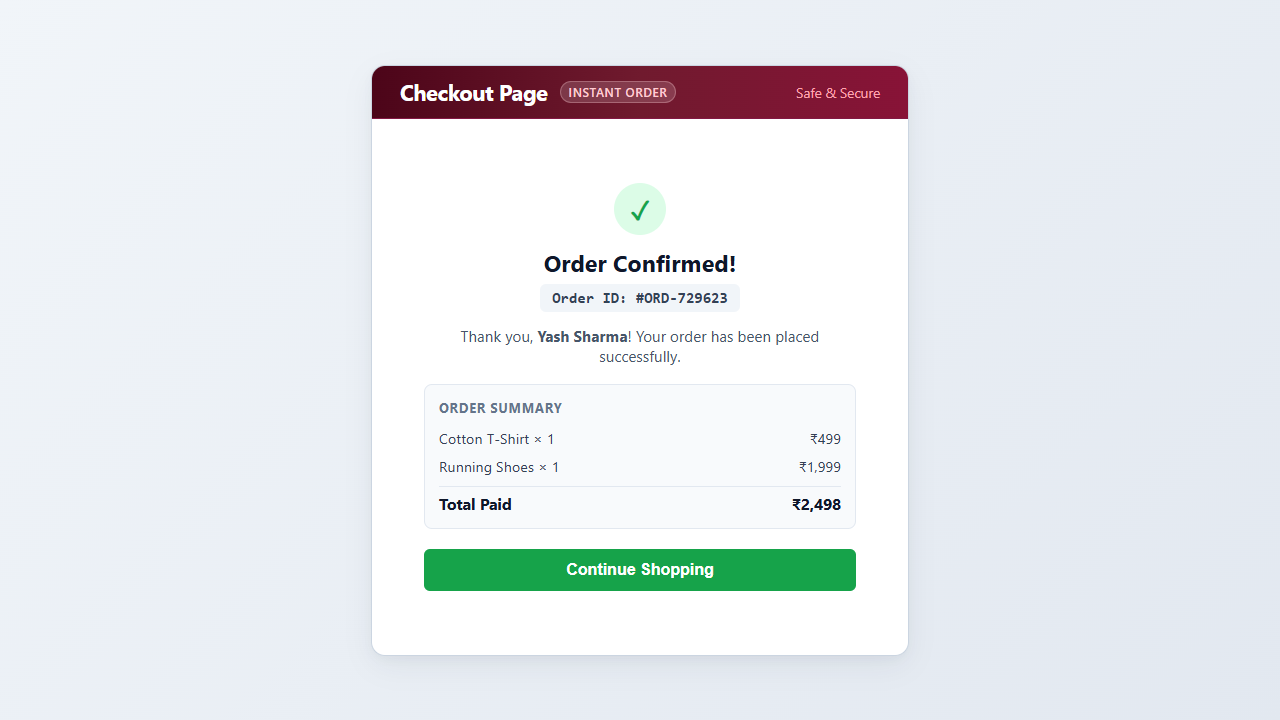 Checkout Page INSTANT ORDER Safe & Secure
✓
Order Confirmed!
Order ID: #ORD-729623
Thank you, Yash Sharma! Your order has been placed
successfully.
ORDER SUMMARY
Cotton T-Shirt × 1 ₹499
Running Shoes × 1 ₹1,999
Total Paid ₹2,498
Continue Shopping